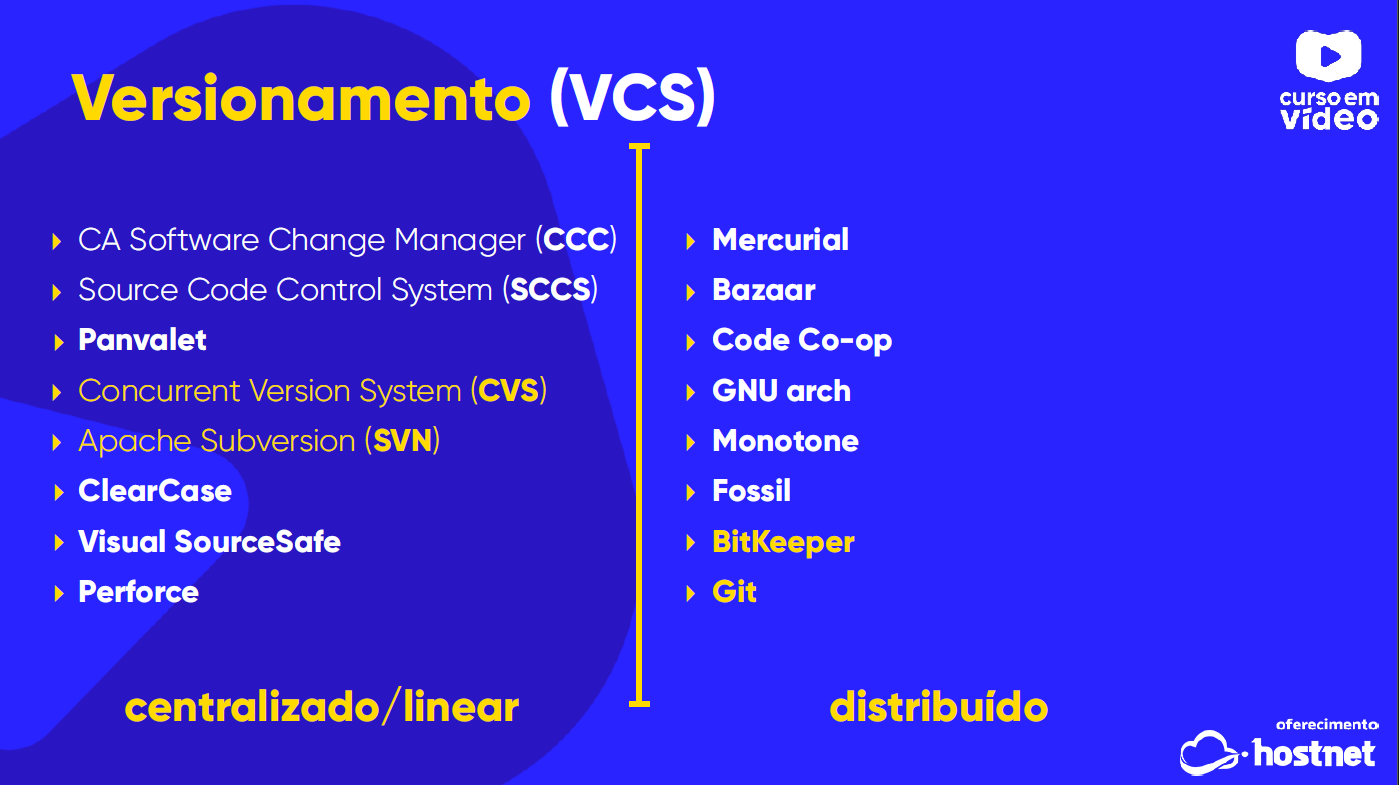 Versionamento (VCS)
curso em
vídeo
CA Software Change Manager (CCC)
Source Code Control System (SCCS)
Panvalet
Concurrent Version System (CVS)
Apache Subversion (SVN)
ClearCase
Visual SourceSafe
Perforce
centralizado/linear
Mercurial
Bazaar
Code Co-op
GNU arch
Monotone
Fossil
BitKeeper
Git
distribuído
oferecimento
hostnet